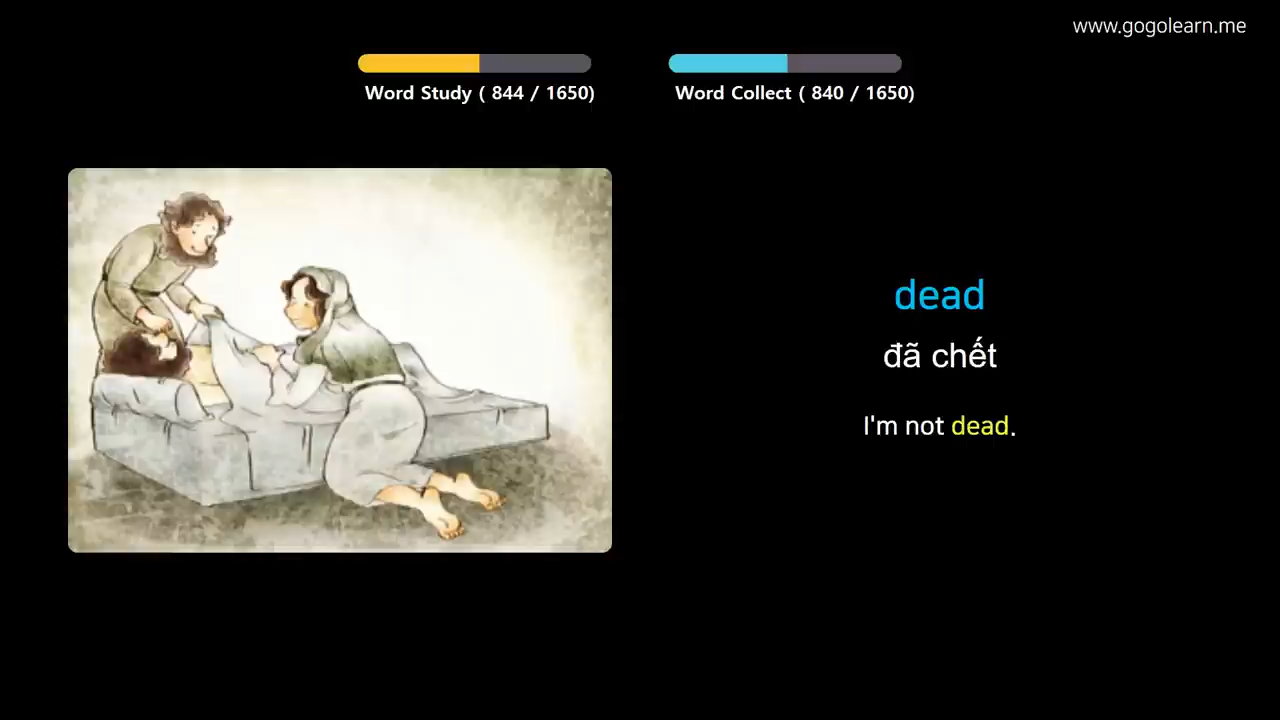 www.gogolearn.me
Word Study ( 844 / 1650)
Word Collect ( 840 / 1650)
dead
đã chết
I'm not dead.